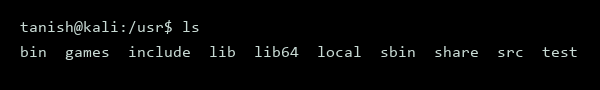 tanish@kali:/usr$ ls
bin  games  include  lib  lib64  local  sbin  share  src  test